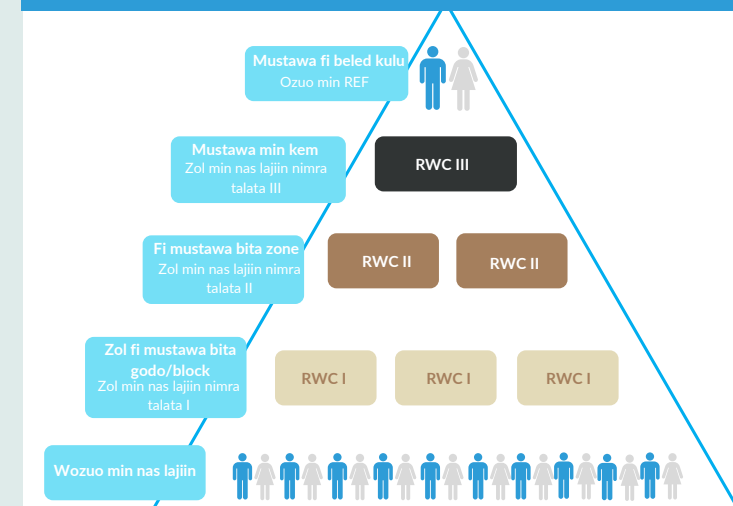 Mustawa fi beled kulu
Ozuo min REF
Mustawa min kem
Zol min nas lajiin nimra
talata III
RWC III
Fi mustawa bita zone
Zol min nas lajiin nimra
talata II
RWC II
RWC II
Zol fi mustawa bita
godo/block
Zol min nas lajiin nimra
talata I
RWC I
RWC I
RWC I
Wozuo min nas lajiin